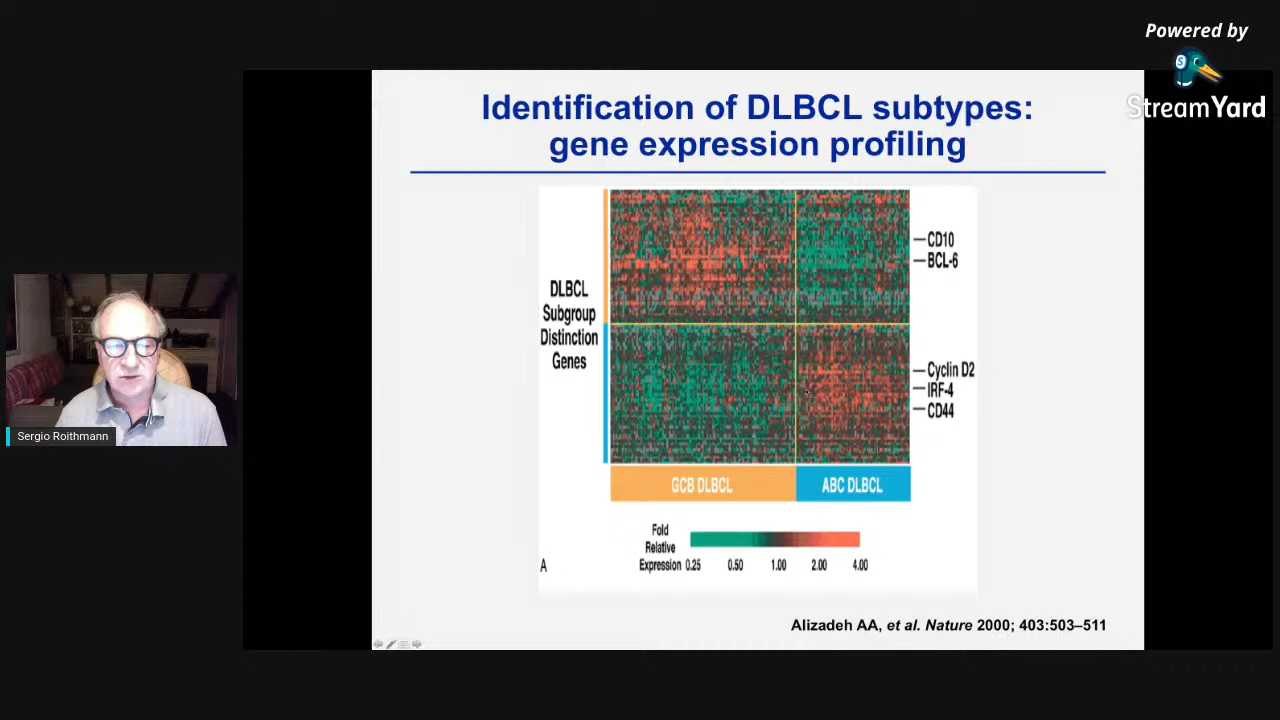 Powered by
StreamYard
Identification of DLBCL subtypes:
gene expression profiling
DLBCL
Subgroup
Distinction
Genes
CD10
BCL-6
Cyclin D2
IRF-4
CD44
GCB DLBCL
ABC DLBCL
Fold
Relative
Expression 0.25 0.50 1.00 2.00 4.00
A
Alizadeh AA, et al. Nature 2000; 403:503–511
Sergio Roithmann